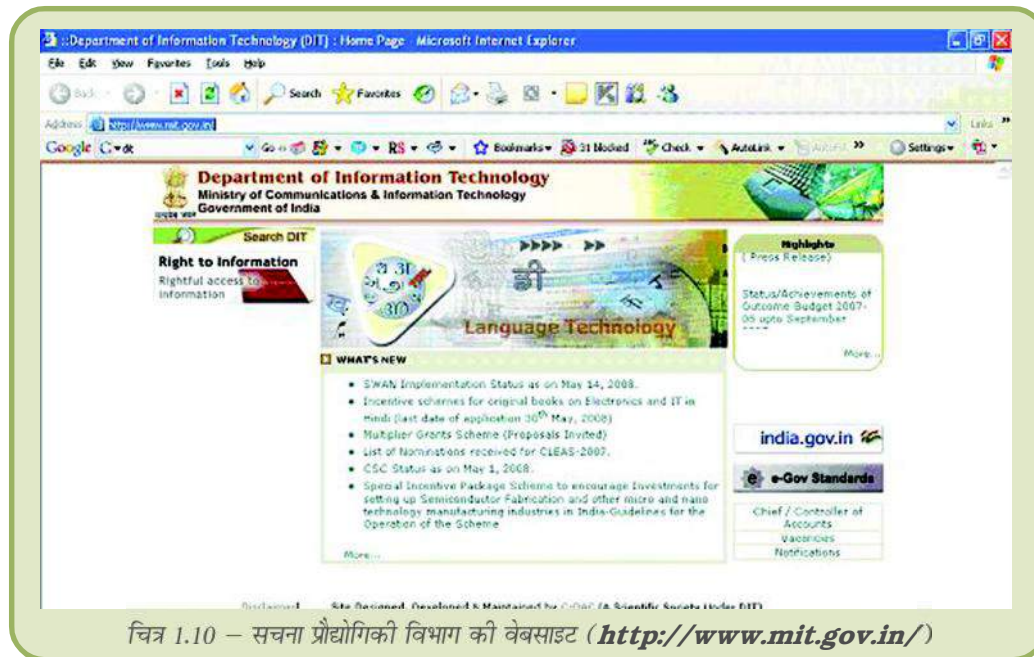 ::Department of Information Technology (DIT) : Home Page - Microsoft Internet Explorer
File Edit View Favorites Tools Help
Back Search Favorites
Address http://www.mit.gov.in/ Links »
Google Go RS Bookmarks 31 blocked Check AutoLink AutoFill » Settings
Department of Information Technology
Ministry of Communications & Information Technology
Government of India
Search DIT
Right to Information
Rightful access to
information
डी
Language Technology
Highlights
( Press Release)
Status/Achievements of
Outcome Budget 2007-
08 upto September
More...
WHAT'S NEW
• SWAN Implementation Status as on May 14, 2008.
• Incentive schemes for original books on Electronics and IT in
Hindi (last date of application 30th May, 2008)
• Multiplier Grants Scheme (Proposals Invited)
• List of Nominations received for CLEAS-2007.
• CSC Status as on May 1, 2008.
• Special Incentive Package Scheme to encourage Investments for
setting up Semiconductor Fabrication and other micro and nano
technology manufacturing industries in India-Guidelines for the
Operation of the Scheme
More...
india.gov.in
e e-Gov Standards
Chief / Controller of
Accounts
Vacancies
Notifications
Disclaimer Site Designed, Developed & Maintained by C-DAC (A Scientific Society Under DIT)
चित्र 1.10 – सचना प्रौद्योगिकी विभाग की वेबसाइट (http://www.mit.gov.in/)